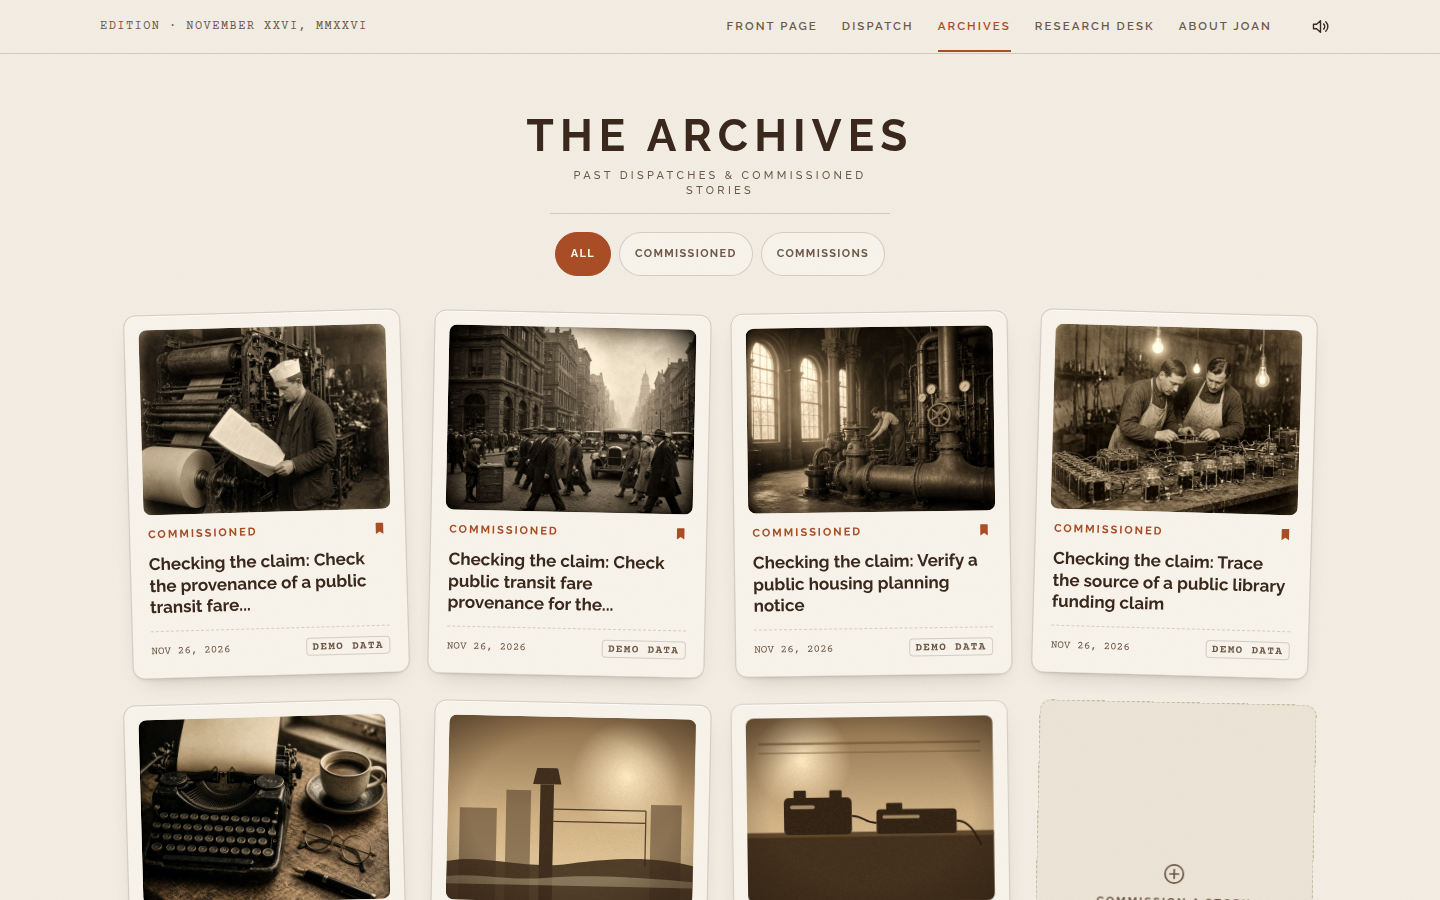 EDITION · NOVEMBER XXVI, MMXXVI
FRONT PAGE
DISPATCH
ARCHIVES
RESEARCH DESK
ABOUT JOAN
THE ARCHIVES
PAST DISPATCHES & COMMISSIONED
STORIES
ALL
COMMISSIONED
COMMISSIONS
COMMISSIONED
Checking the claim: Check
the provenance of a public
transit fare...
NOV 26, 2026
DEMO DATA
COMMISSIONED
Checking the claim: Check
public transit fare
provenance for the...
NOV 26, 2026
DEMO DATA
COMMISSIONED
Checking the claim: Verify a
public housing planning
notice
NOV 26, 2026
DEMO DATA
COMMISSIONED
Checking the claim: Trace
the source of a public library
funding claim
NOV 26, 2026
DEMO DATA
COMMISSION A STORY